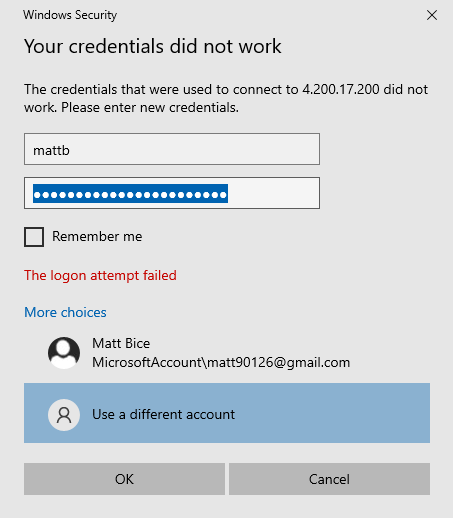 Windows Security
Your credentials did not work
The credentials that were used to connect to 4.200.17.200 did not
work. Please enter new credentials.
mattb
●●●●●●●●●●●●●●●●●●●●●●●
Remember me
The logon attempt failed
More choices
Matt Bice
MicrosoftAccount\matt90126@gmail.com
Use a different account
OK
Cancel